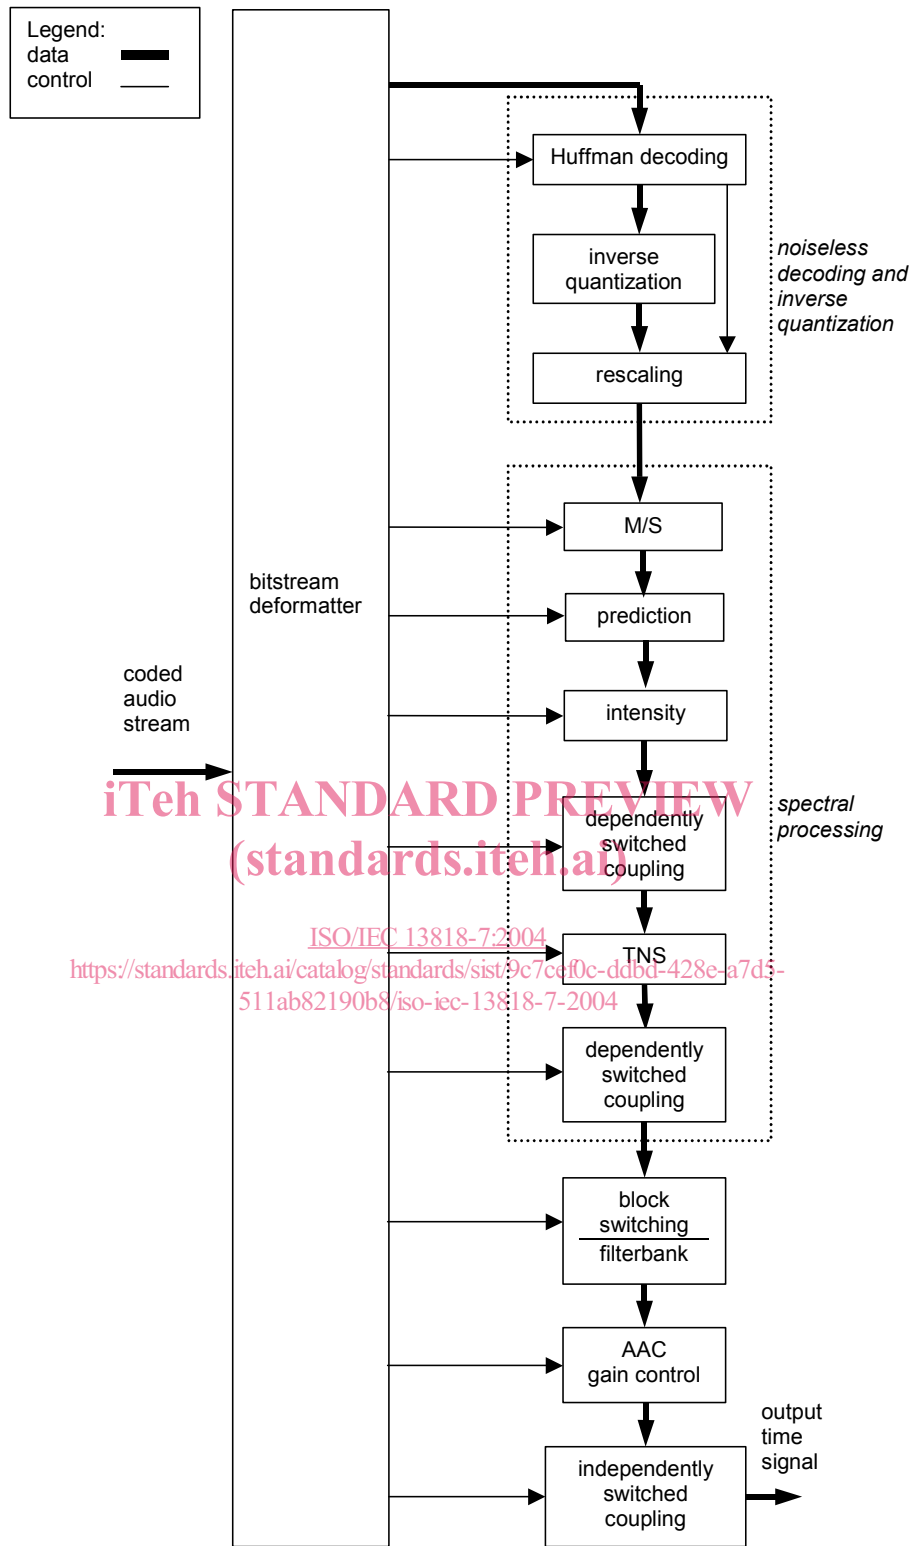 Legend:
data
control
Huffman decoding
inverse
quantization
rescaling
noiseless
decoding and
inverse
quantization
M/S
bitstream
deformatter
prediction
coded
audio
stream
intensity
iTeh STANDARD PREVIEW
(standards.iteh.ai)
dependently
switched
coupling
spectral
processing
ISO/IEC 13818-7:2004
TNS
https://standards.iteh.ai/catalog/standards/sist/9c7cef0c-ddbd-428e-a7d5-
511ab82190b8/iso-iec-13818-7-2004
dependently
switched
coupling
block
switching
filterbank
AAC
gain control
output
time
signal
independently
switched
coupling